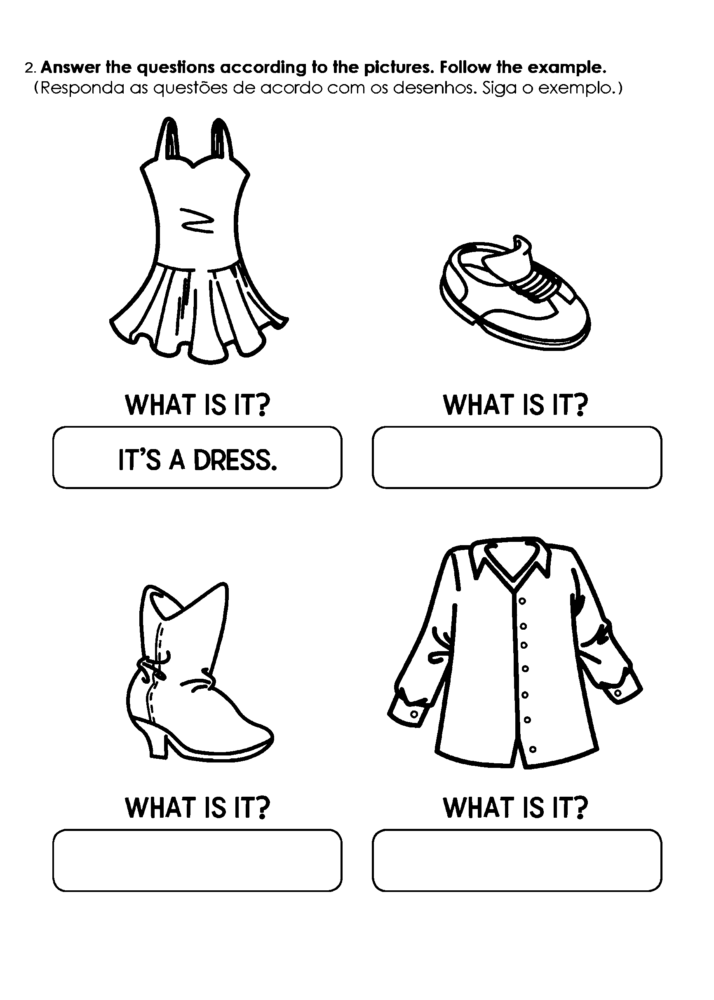 2. Answer the questions according to the pictures. Follow the example.
(Responda as questões de acordo com os desenhos. Siga o exemplo.)
WHAT IS IT?
WHAT IS IT?
IT'S A DRESS.
WHAT IS IT?
WHAT IS IT?